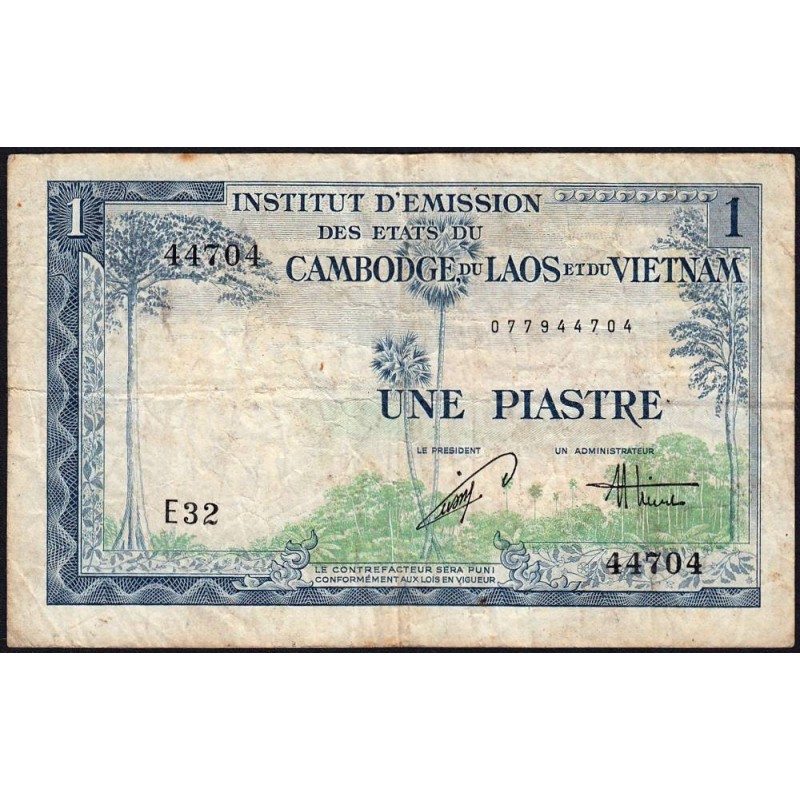 1
1
INSTITUT D'EMISSION
DES ETATS DU
44704
CAMBODGE, DU LAOS ET DU VIETNAM
077944704
UNE PIASTRE
LE PRESIDENT UN ADMINISTRATEUR
E32
44704
LE CONTREFACTEUR SERA PUNI
CONFORMÉMENT AUX LOIS EN VIGUEUR